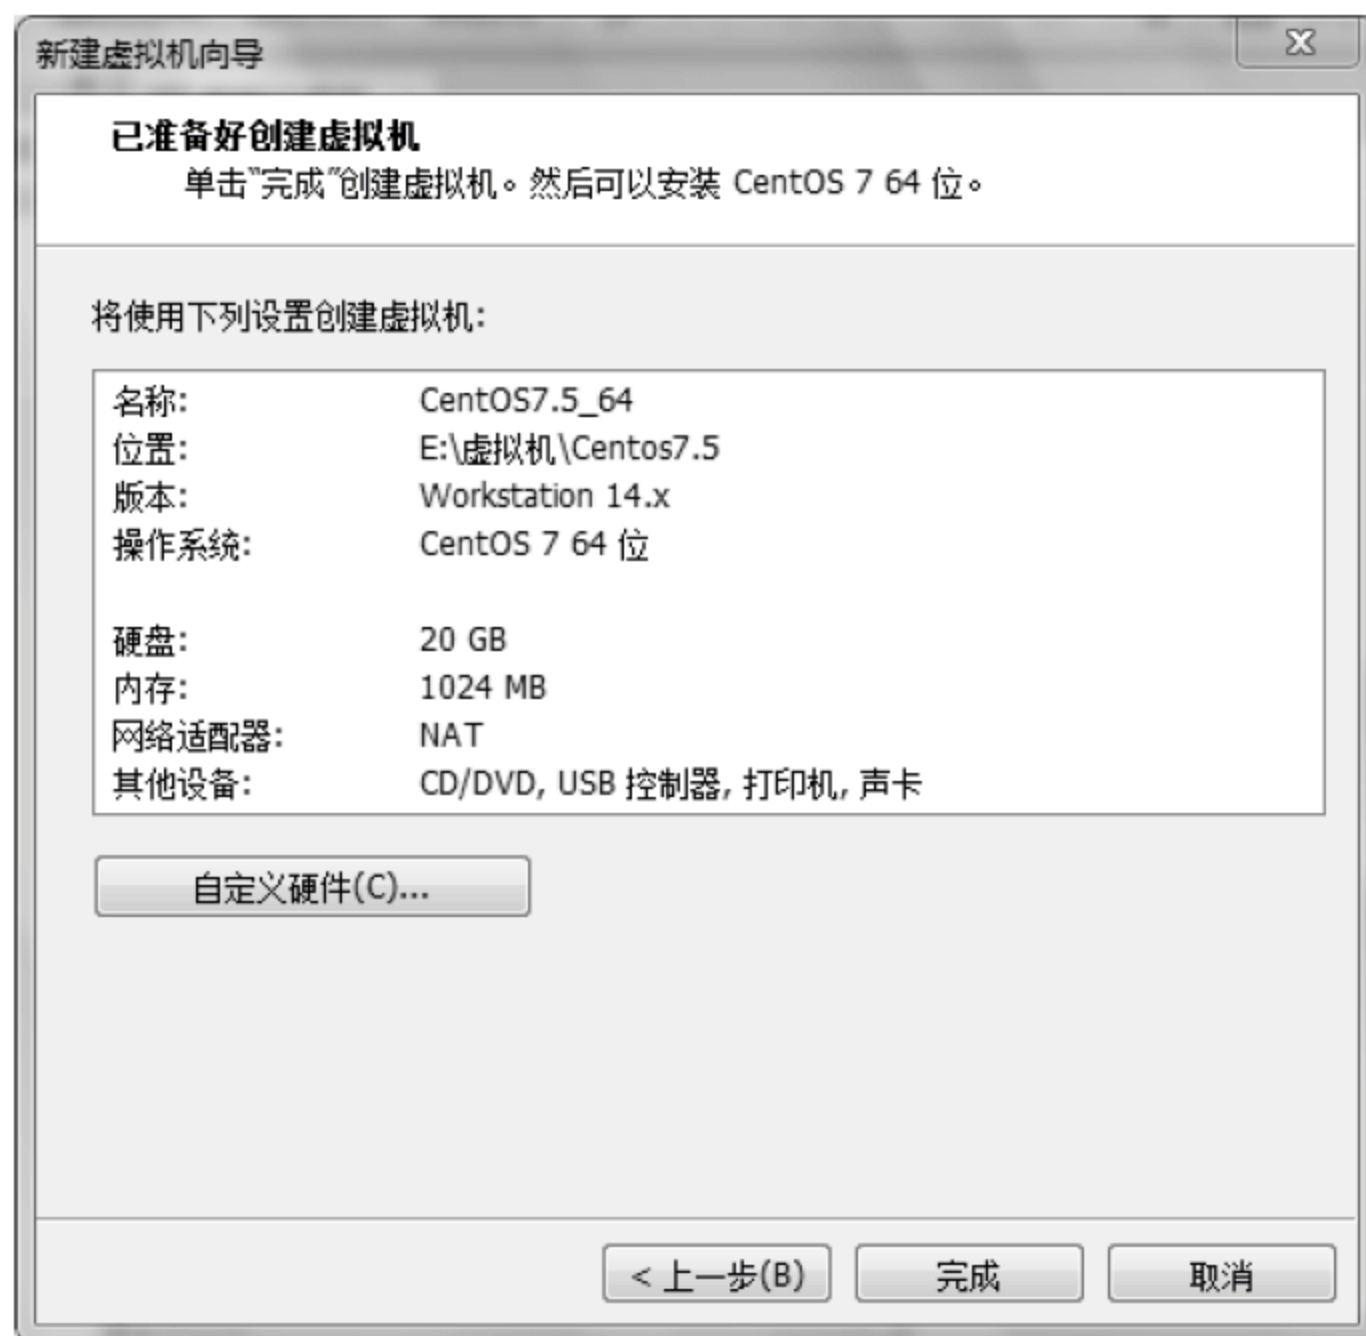 新建虚拟机向导
已准备好创建虚拟机
单击"完成"创建虚拟机。然后可以安装 CentOS 7 64 位。
将使用下列设置创建虚拟机:
名称: CentOS7.5_64
位置: E:\虚拟机\Centos7.5
版本: Workstation 14.x
操作系统: CentOS 7 64 位
硬盘: 20 GB
内存: 1024 MB
网络适配器: NAT
其他设备: CD/DVD, USB 控制器, 打印机, 声卡
自定义硬件(C)...
< 上一步(B) 完成 取消